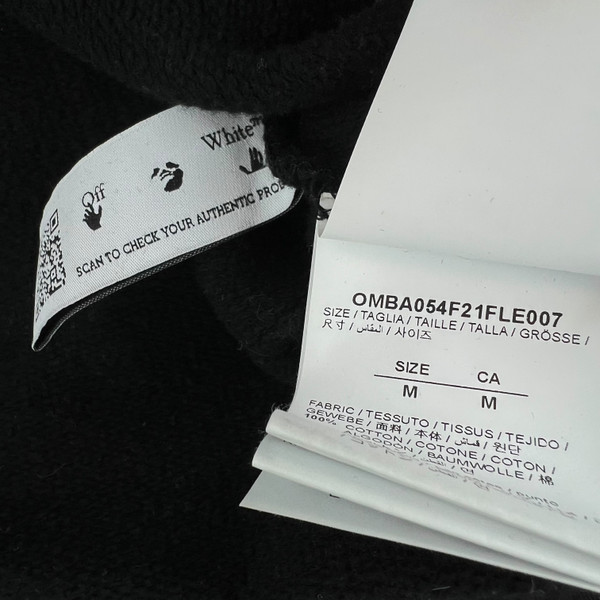 Off
White™
SCAN TO CHECK YOUR AUTHENTIC PROD
OMBA054F21FLE007
SIZE / TAGLIA / TAILLE / TALLA / GRÖSSE /
尺寸 / المقاس / 사이즈
SIZE CA
M M
FABRIC / TESSUTO / TISSUS / TEJIDO /
GEWEBE / 面料 / 本体 / قماش / 원단
100% COTTON / COTONE / COTON /
ALGODON / BAUMWOLLE / 棉